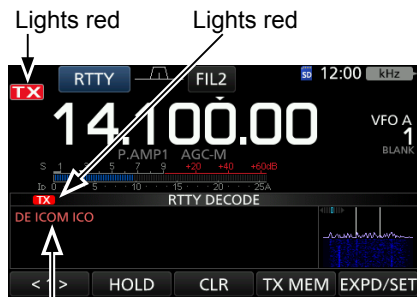 Lights red Lights red
TX RTTY FIL2 SD 12:00 kHz
14.100.00
VFO A
1
BLANK
P.AMP1 AGC-M
S 1 3 5 7 9 +20 +40 +60dB
ID 0 5 10 15 20 25A
TX RTTY DECODE
DE ICOM ICO
< 1 > HOLD CLR TX MEM EXPD/SET